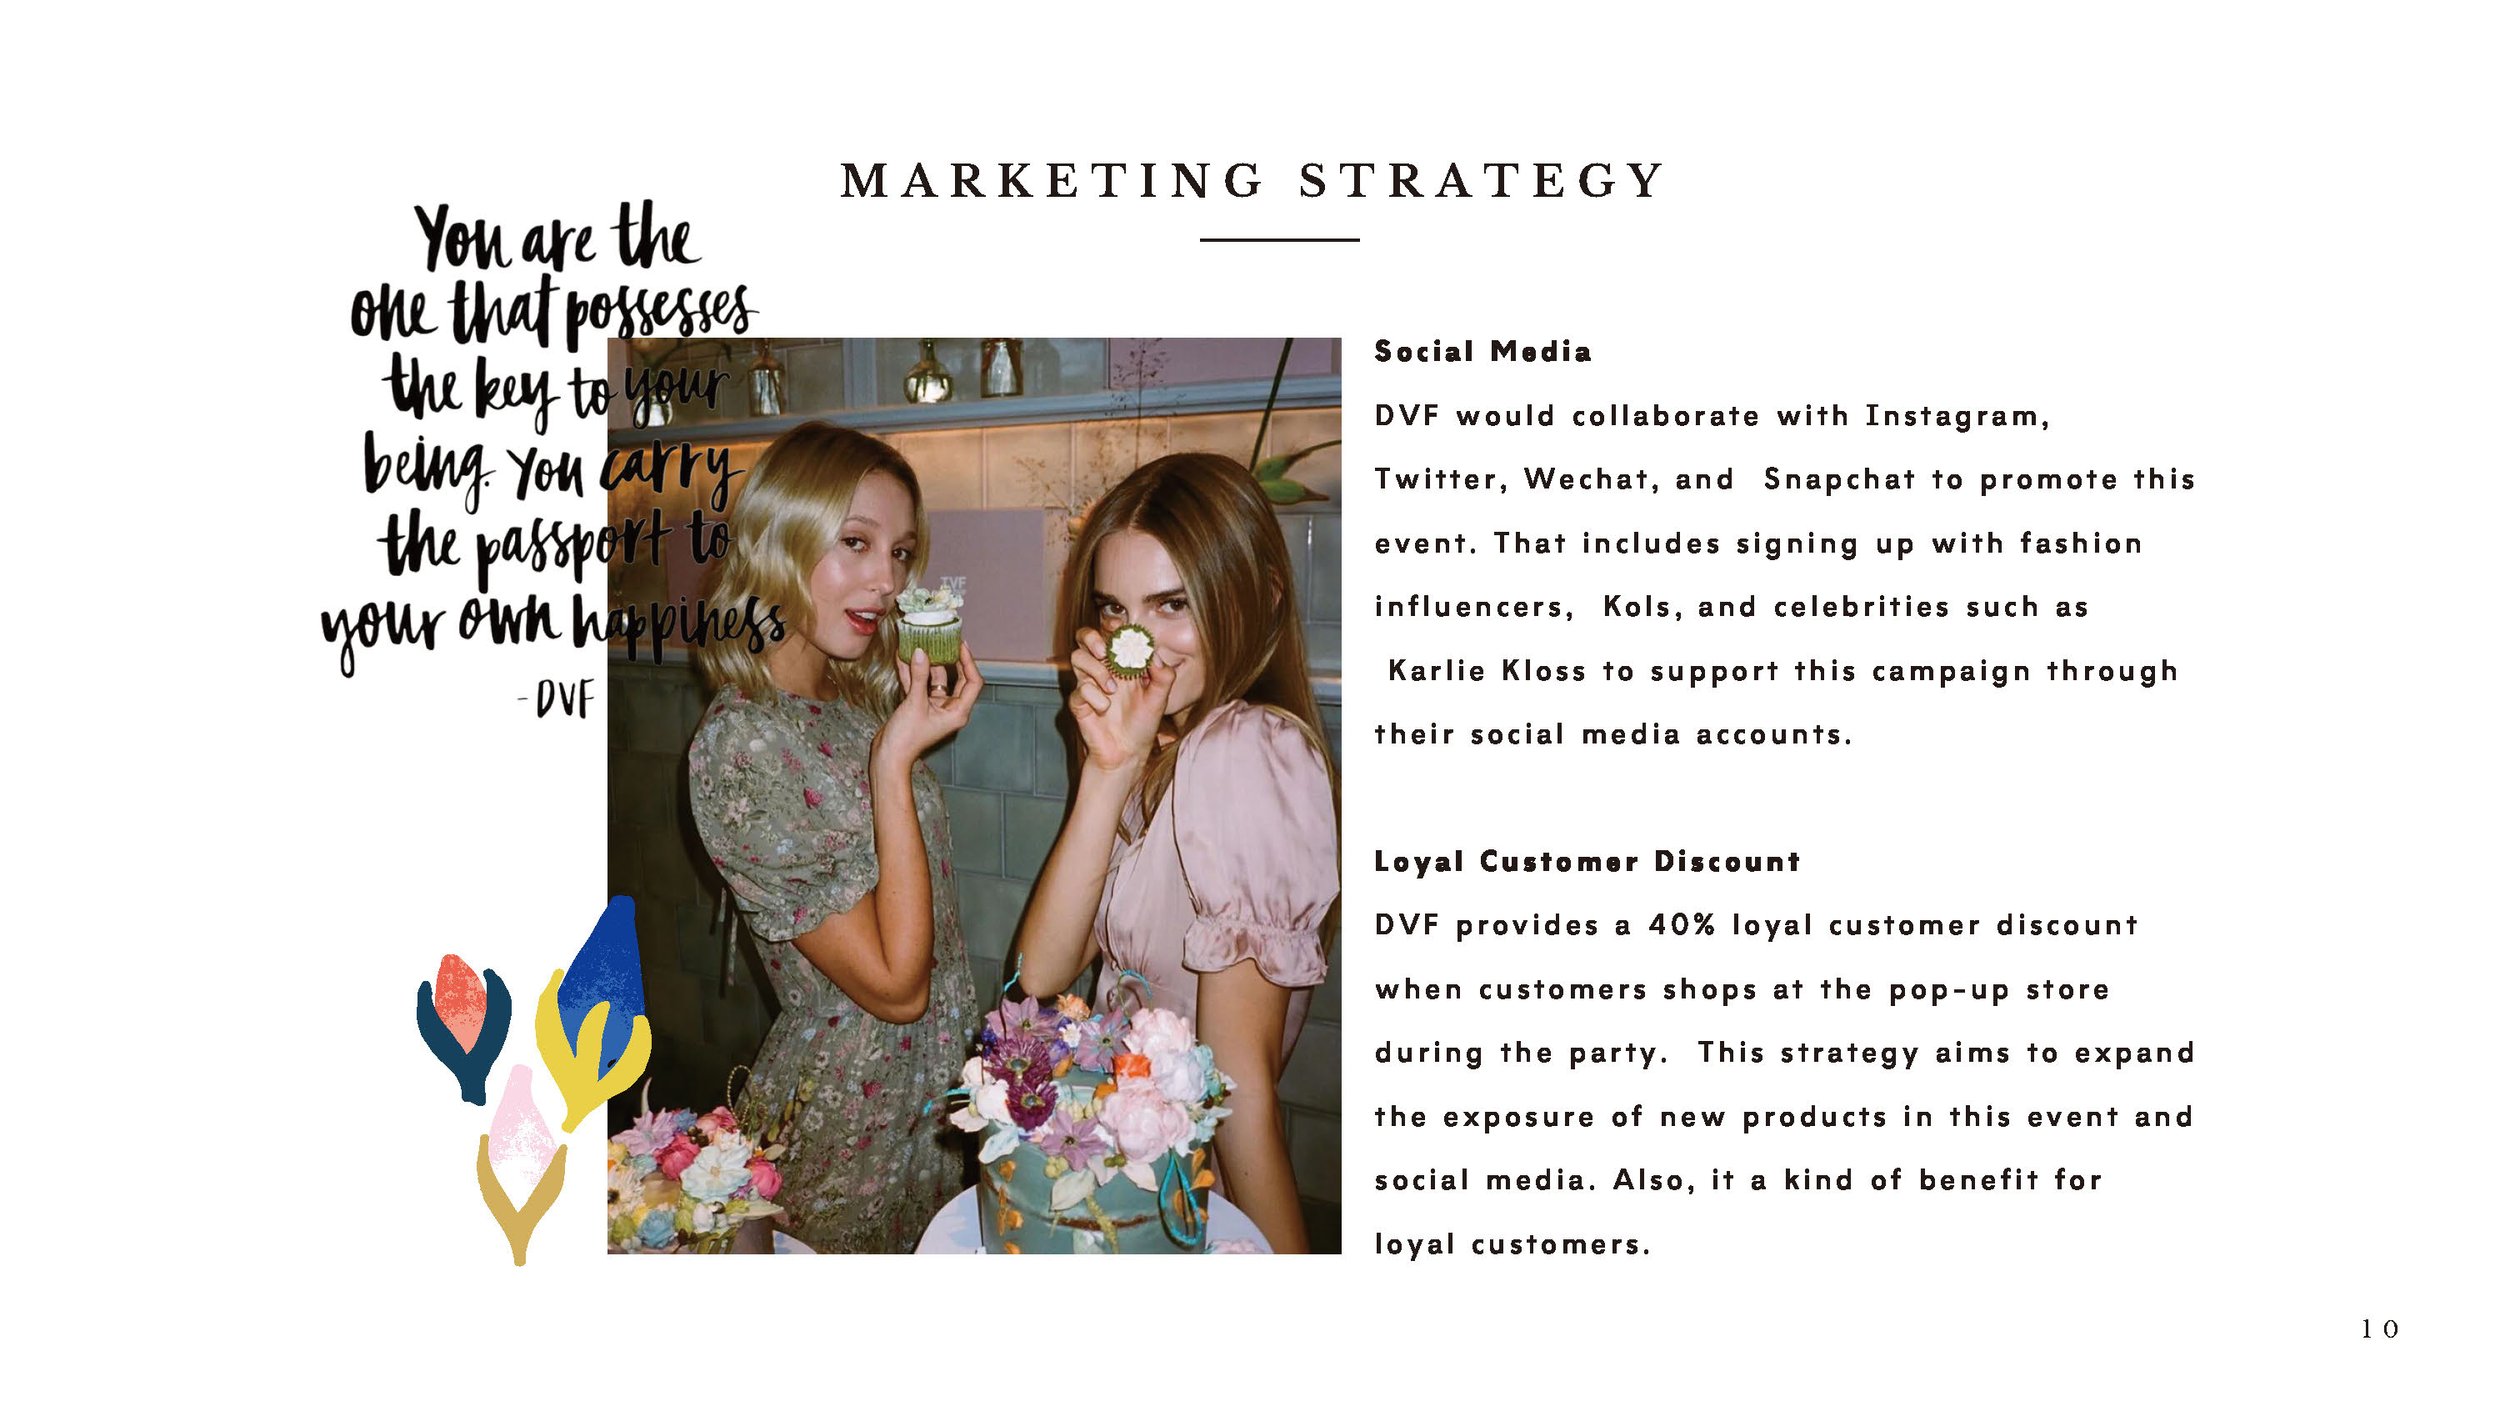 MARKETING STRATEGY
You are the
one that possesses
the key to your
being. You carry
the passport to
your own happiness
-DVF
Social Media
DVF would collaborate with Instagram,
Twitter, Wechat, and Snapchat to promote this
event. That includes signing up with fashion
influencers, Kols, and celebrities such as
Karlie Kloss to support this campaign through
their social media accounts.
Loyal Customer Discount
DVF provides a 40% loyal customer discount
when customers shops at the pop-up store
during the party. This strategy aims to expand
the exposure of new products in this event and
social media. Also, it a kind of benefit for
loyal customers.
10